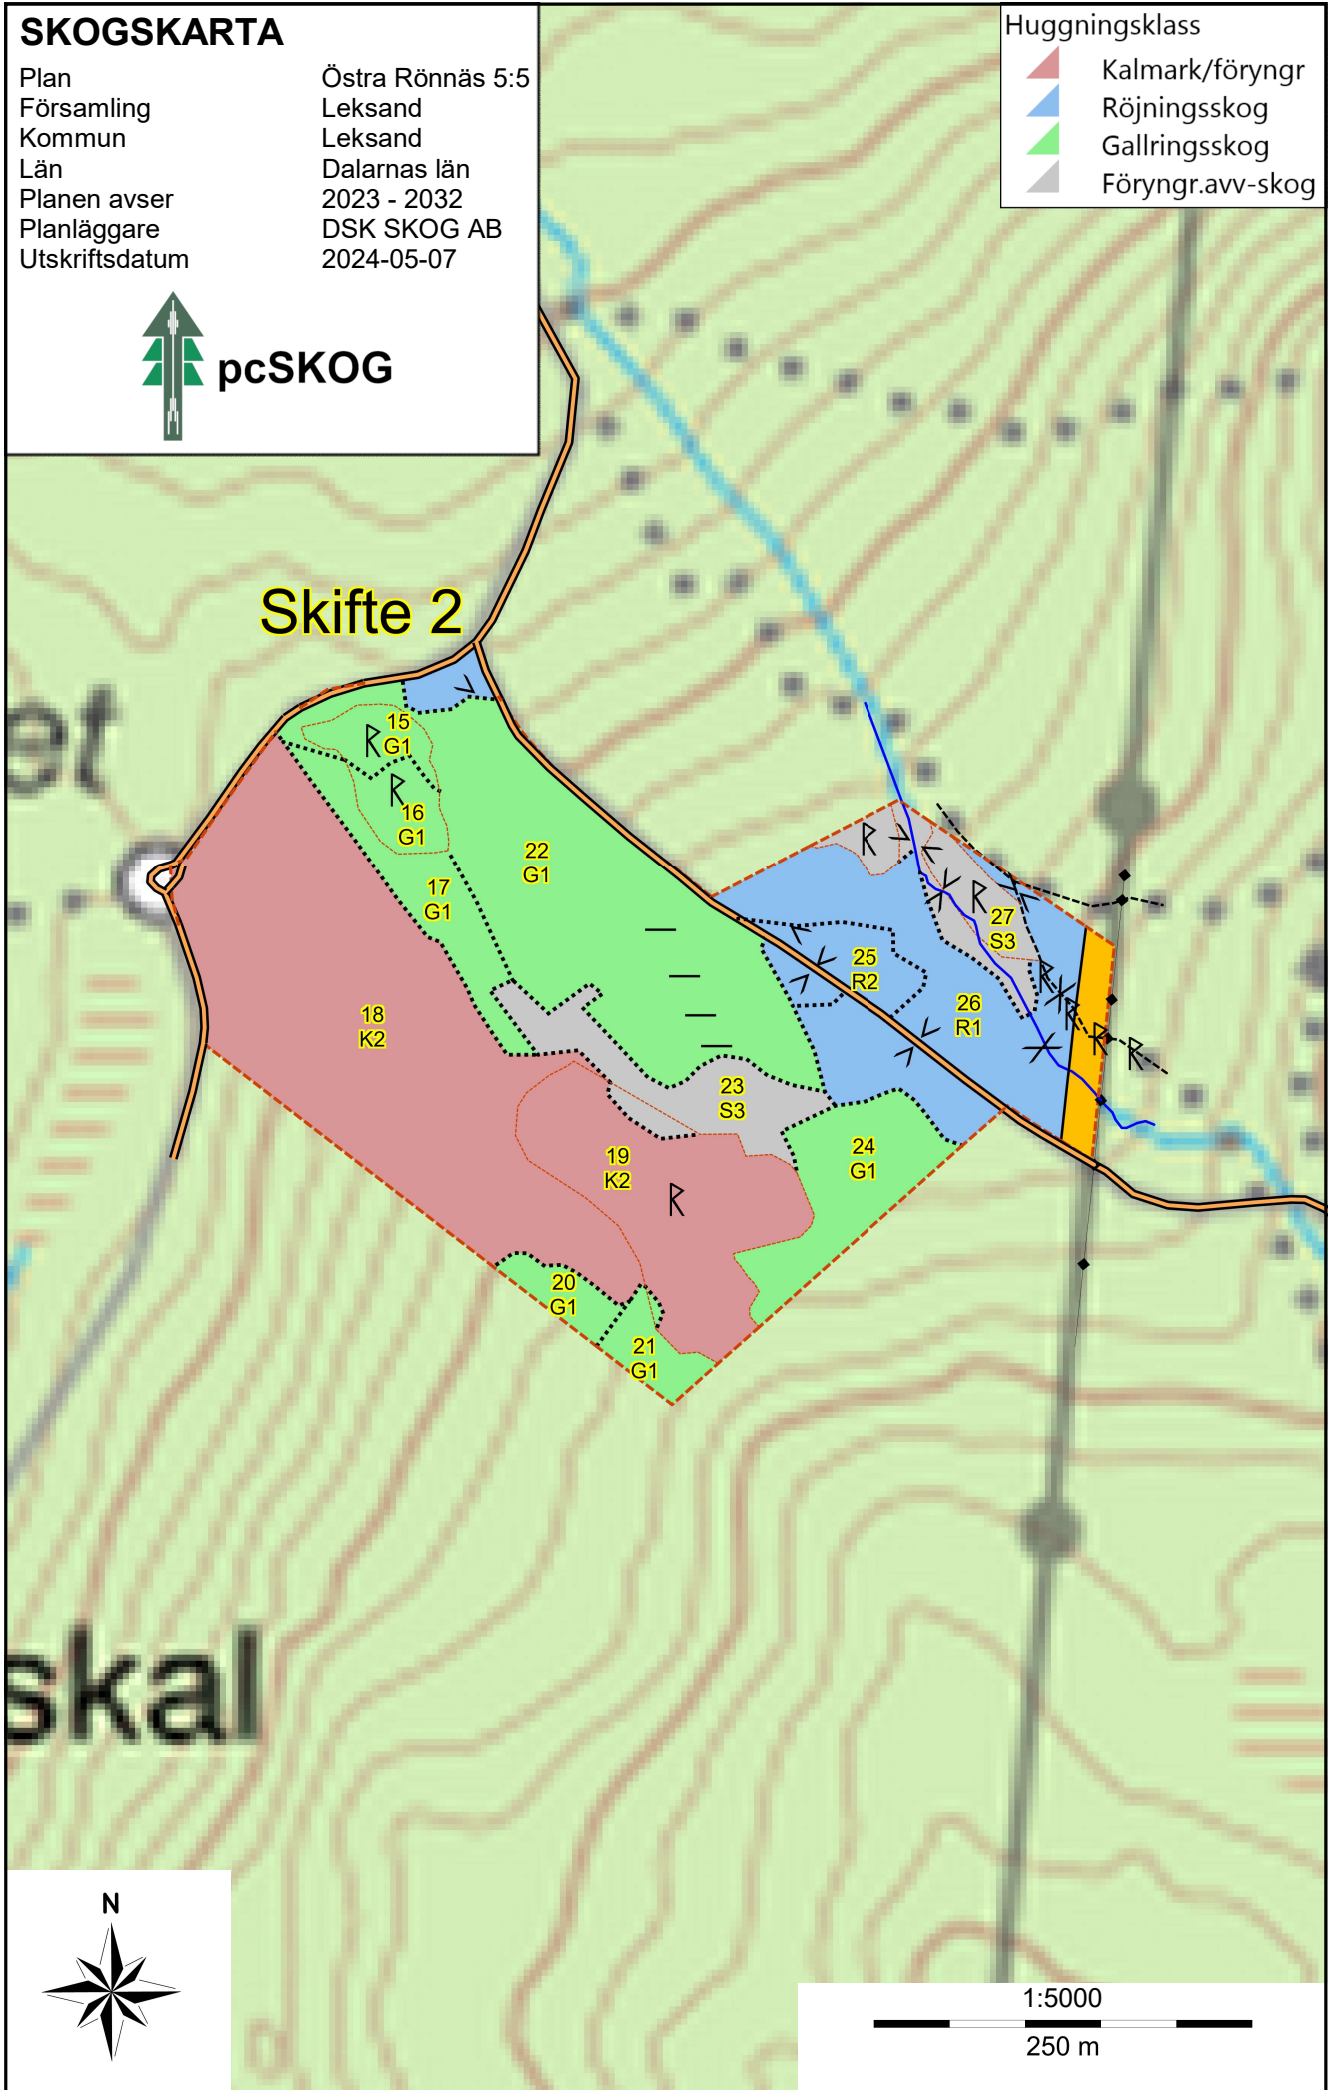 SKOGSKARTA
Plan Östra Rönnäs 5:5
Församling Leksand
Kommun Leksand
Län Dalarnas län
Planen avser 2023 - 2032
Planläggare DSK SKOG AB
Utskriftsdatum 2024-05-07
pcSKOG
Huggningsklass
Kalmark/föryngr
Röjningsskog
Gallringsskog
Föryngr.avv-skog
Skifte 2
et
15
G1
R
R
16
G1
22
G1
17
G1
R
R
27
S3
25
R2
R
26
R1
R
R
R
18
K2
23
S3
24
G1
19
K2
R
20
G1
21
G1
skal
N
1:5000
250 m